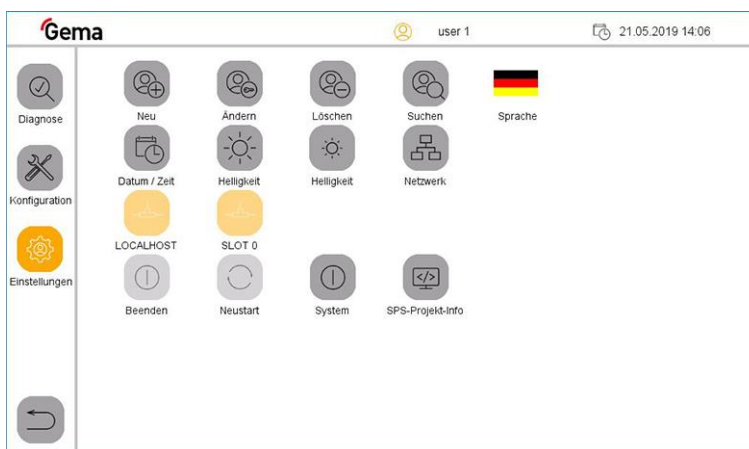 Gema
user 1
21.05.2019 14:06
Diagnose
Konfiguration
Einstellungen
Neu
Ändern
Löschen
Suchen
Sprache
Datum / Zeit
Helligkeit
Helligkeit
Netzwerk
LOCALHOST
SLOT 0
Beenden
Neustart
System
SPS-Projekt-Info